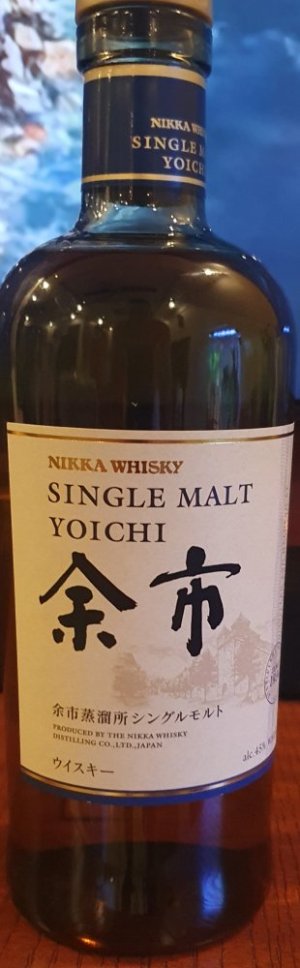 NIKKA WHISKY
SINGLE MALT
YOICHI
NIKKA WHISKY
SINGLE MALT
YOICHI
余市
余市蒸溜所シングルモルト
PRODUCED BY THE NIKKA WHISKY
DISTILLING CO.,LTD.,JAPAN
alc. 45%
ウイスキー